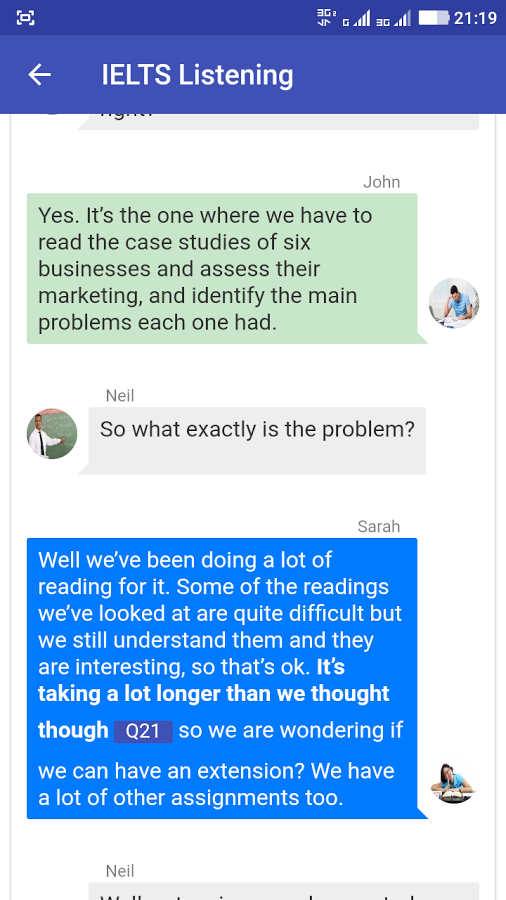 3G 2 G 3G 21:19
IELTS Listening
John
Yes. It’s the one where we have to
read the case studies of six
businesses and assess their
marketing, and identify the main
problems each one had.
Neil
So what exactly is the problem?
Sarah
Well we’ve been doing a lot of
reading for it. Some of the readings
we’ve looked at are quite difficult but
we still understand them and they
are interesting, so that’s ok. It’s
taking a lot longer than we thought
though Q21 so we are wondering if
we can have an extension? We have
a lot of other assignments too.
Neil